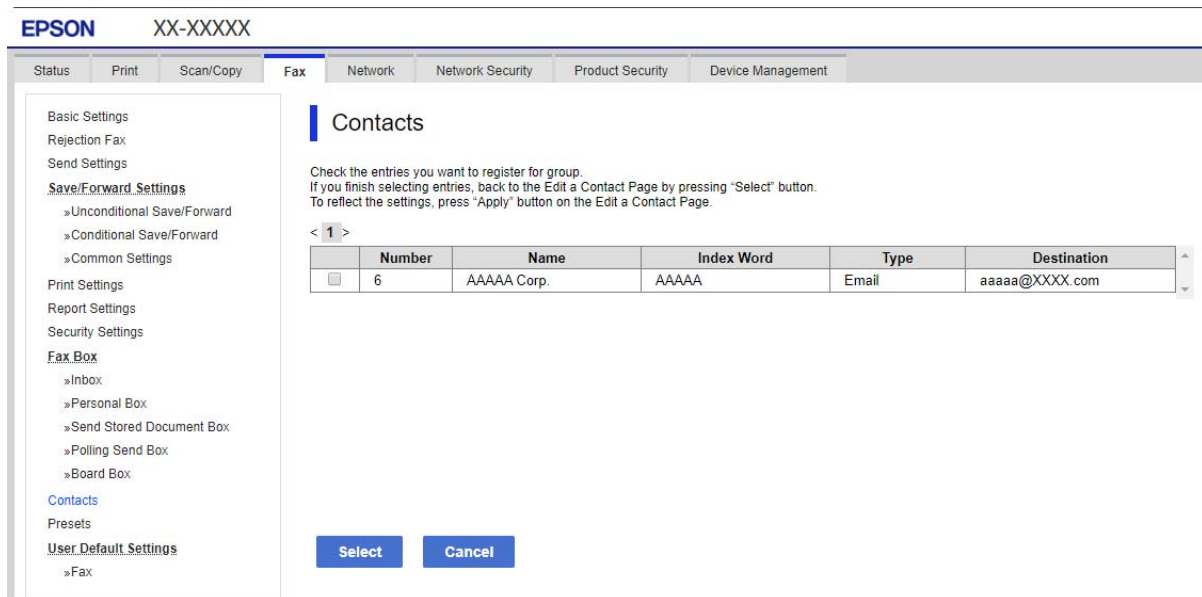 EPSON XX-XXXXX
Status Print Scan/Copy Fax Network Network Security Product Security Device Management
Basic Settings
Rejection Fax
Send Settings
Save/Forward Settings
»Unconditional Save/Forward
»Conditional Save/Forward
»Common Settings
Print Settings
Report Settings
Security Settings
Fax Box
»Inbox
»Personal Box
»Send Stored Document Box
»Polling Send Box
»Board Box
Contacts
Presets
User Default Settings
»Fax
Contacts
Check the entries you want to register for group.
If you finish selecting entries, back to the Edit a Contact Page by pressing “Select” button.
To reflect the settings, press “Apply” button on the Edit a Contact Page.
< 1 >
Number Name Index Word Type Destination
6 AAAAA Corp. AAAAA Email aaaaa@XXXX.com
Select Cancel